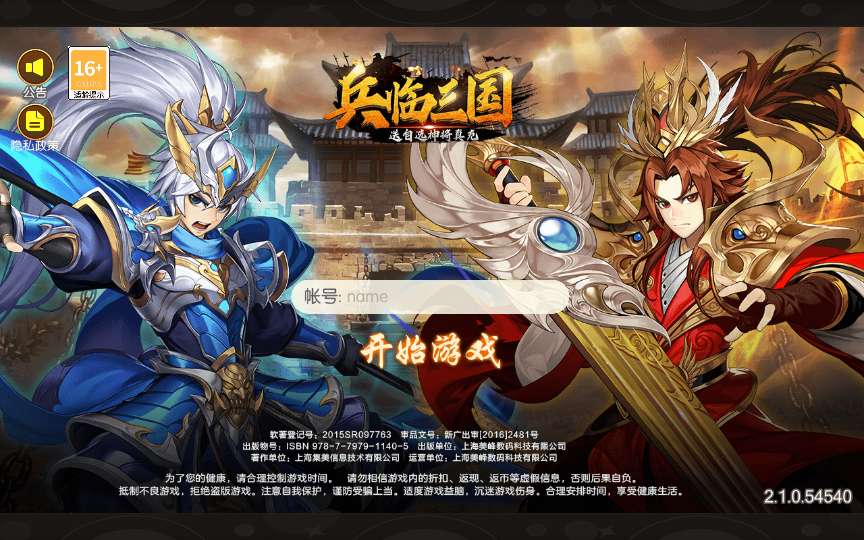 兵临三国
送自选神将真充
16+
适龄提示
公告
隐私政策
帐号: name
开始游戏
软著登记号：2015SR097763 审品文号：新广出审[2016]2481号
出版物号：ISBN 978-7-7979-1140-5 出版单位：上海美峰数码科技有限公司
著作单位：上海集美信息技术有限公司 运营单位：上海美峰数码科技有限公司
为了您的健康，请合理控制游戏时间。 请勿相信游戏内的折扣、返现、返币等虚假信息，否则后果自负。
抵制不良游戏，拒绝盗版游戏。注意自我保护，谨防受骗上当。适度游戏益脑，沉迷游戏伤身。合理安排时间，享受健康生活。
2.1.0.54540